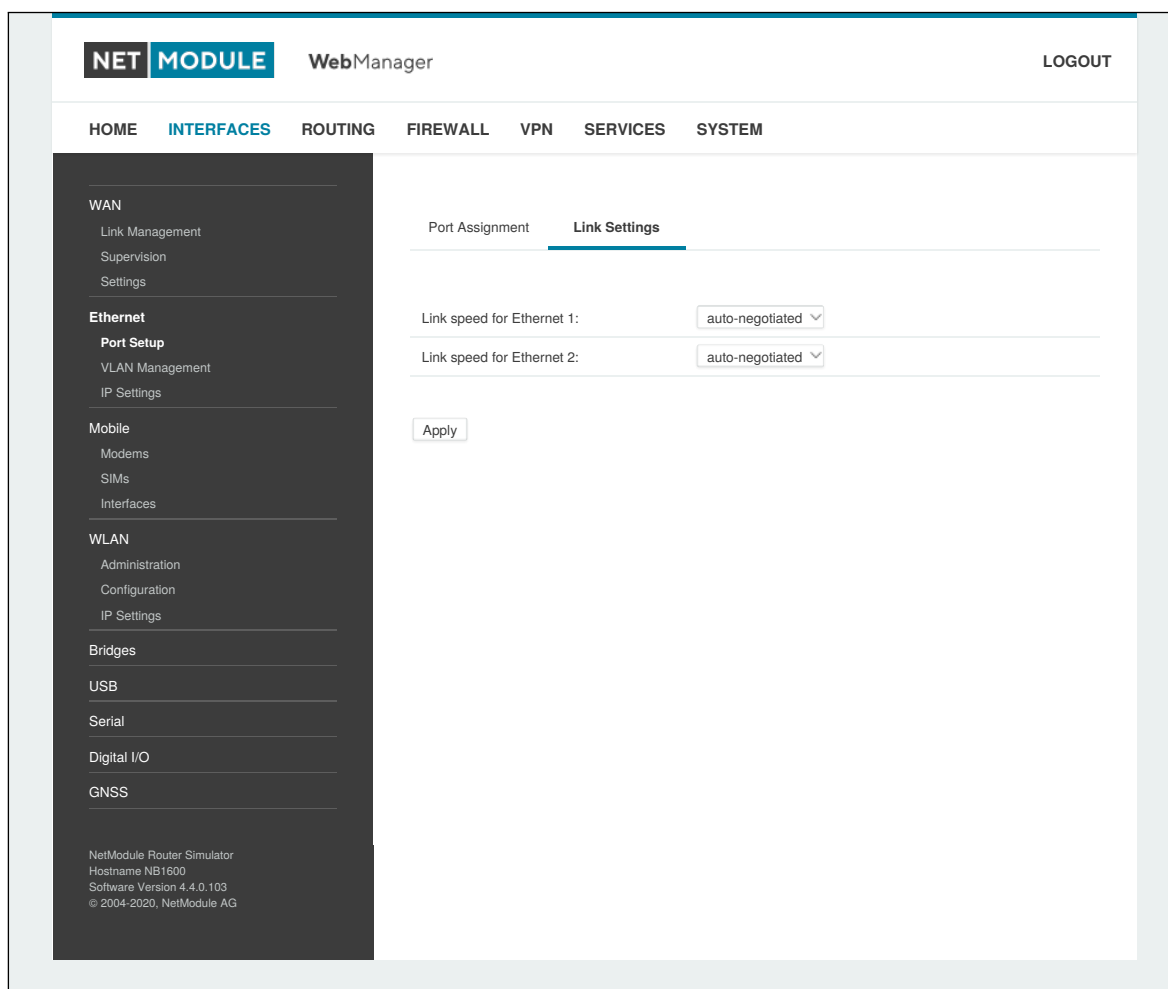 NET MODULE WebManager LOGOUT
HOME INTERFACES ROUTING FIREWALL VPN SERVICES SYSTEM
WAN
Link Management
Supervision
Settings
Ethernet
Port Setup
VLAN Management
IP Settings
Mobile
Modems
SIMs
Interfaces
WLAN
Administration
Configuration
IP Settings
Bridges
USB
Serial
Digital I/O
GNSS
NetModule Router Simulator
Hostname NB1600
Software Version 4.4.0.103
© 2004-2020, NetModule AG
Port Assignment Link Settings
Link speed for Ethernet 1: auto-negotiated
Link speed for Ethernet 2: auto-negotiated
Apply